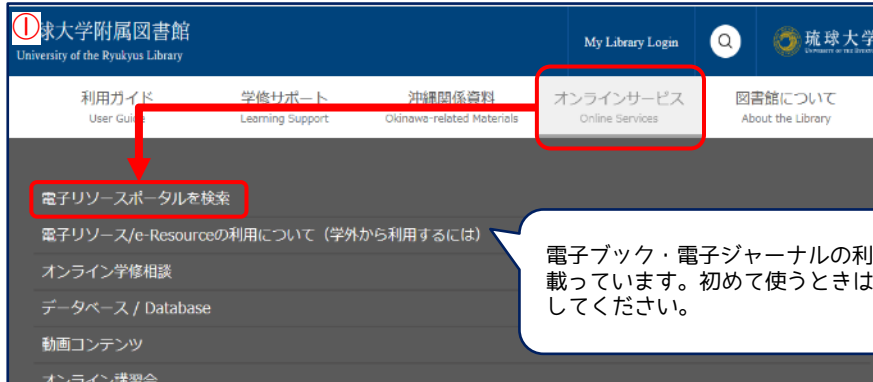 ①
球大学附属図書館
University of the Ryukyus Library
My Library Login
琉球大学
利用ガイド
User Guide
学修サポート
Learning Support
沖縄関係資料
Okinawa-related Materials
オンラインサービス
Online Services
図書館について
About the Library
電子リソースポータルを検索
電子リソース/e-Resourceの利用について（学外から利用するには）
オンライン学修相談
データベース / Database
動画コンテンツ
オンライン講習会
電子ブック・電子ジャーナルの利
載っています。初めて使うときは
してください。